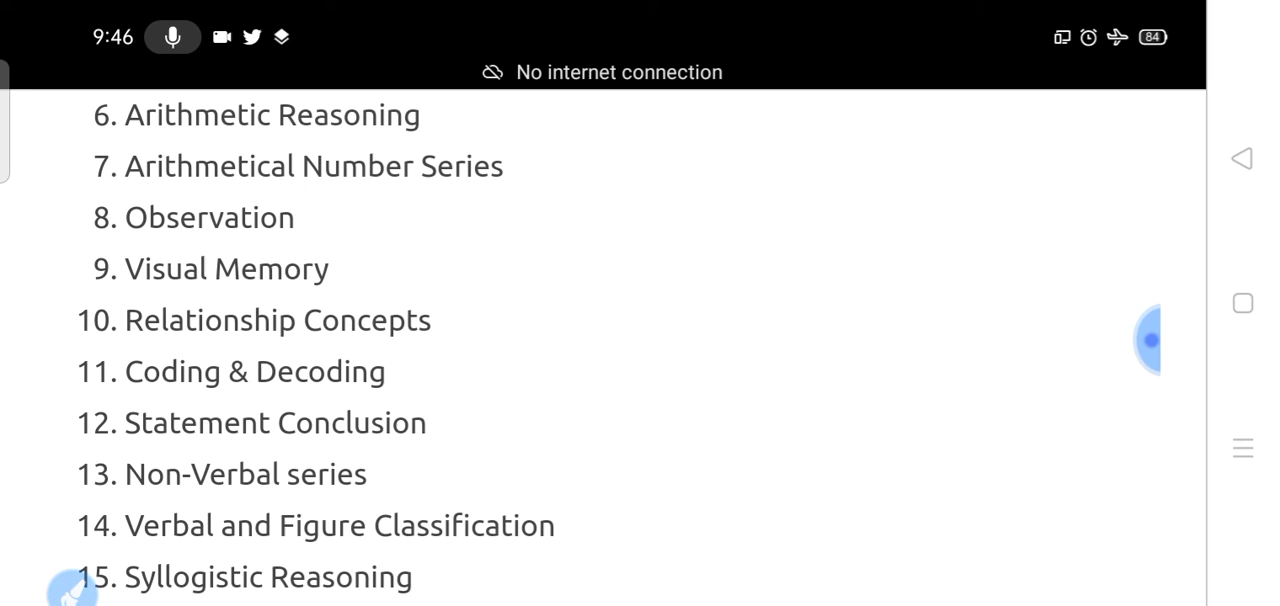 9:46
84
No internet connection
6. Arithmetic Reasoning
7. Arithmetical Number Series
8. Observation
9. Visual Memory
10. Relationship Concepts
11. Coding & Decoding
12. Statement Conclusion
13. Non-Verbal series
14. Verbal and Figure Classification
15. Syllogistic Reasoning